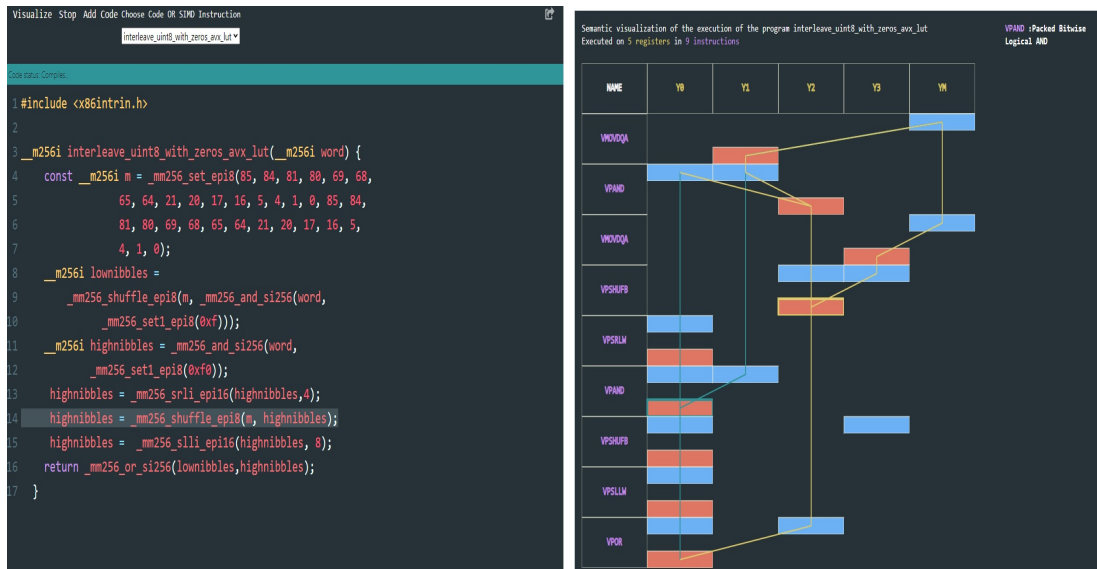 Visualize Stop Add Code Choose Code OR SIMD Instruction
interleave_uint8_with_zeros_avx_lut
Code status: Compiles.
1 #include <x86intrin.h>
2
3 __m256i interleave_uint8_with_zeros_avx_lut(__m256i word) {
4 const __m256i m = _mm256_set_epi8(85, 84, 81, 80, 69, 68,
5 65, 64, 21, 20, 17, 16, 5, 4, 1, 0, 85, 84,
6 81, 80, 69, 68, 65, 64, 21, 20, 17, 16, 5,
7 4, 1, 0);
8 __m256i lownibbles =
9 _mm256_shuffle_epi8(m, _mm256_and_si256(word,
10 _mm256_set1_epi8(0xf)));
11 __m256i highnibbles = _mm256_and_si256(word,
12 _mm256_set1_epi8(0xf0));
13 highnibbles = _mm256_srli_epi16(highnibbles,4);
14 highnibbles = _mm256_shuffle_epi8(m, highnibbles);
15 highnibbles = _mm256_slli_epi16(highnibbles, 8);
16 return _mm256_or_si256(lownibbles,highnibbles);
17 }
Semantic visualization of the execution of the program interleave_uint8_with_zeros_avx_lut
Executed on 5 registers in 9 instructions
VPAND :Packed Bitwise
Logical AND
NAME Y0 Y1 Y2 Y3 YM
VMOVDQA
VPAND
VMOVDQA
VPSHUFB
VPSRLW
VPAND
VPSHUFB
VPSLLW
VPOR